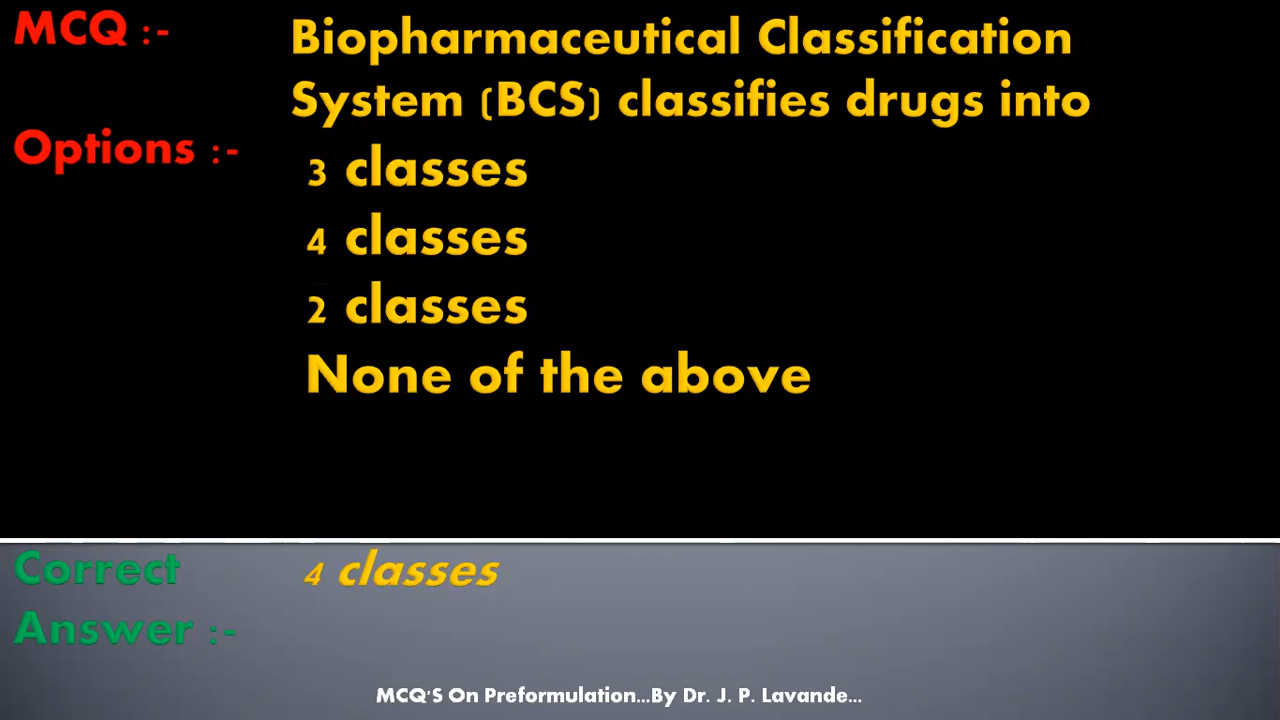 MCQ :-
Biopharmaceutical Classification
System (BCS) classifies drugs into
Options :-
3 classes
4 classes
2 classes
None of the above
Correct
Answer :-
4 classes
MCQ'S On Preformulation...By Dr. J. P. Lavande...